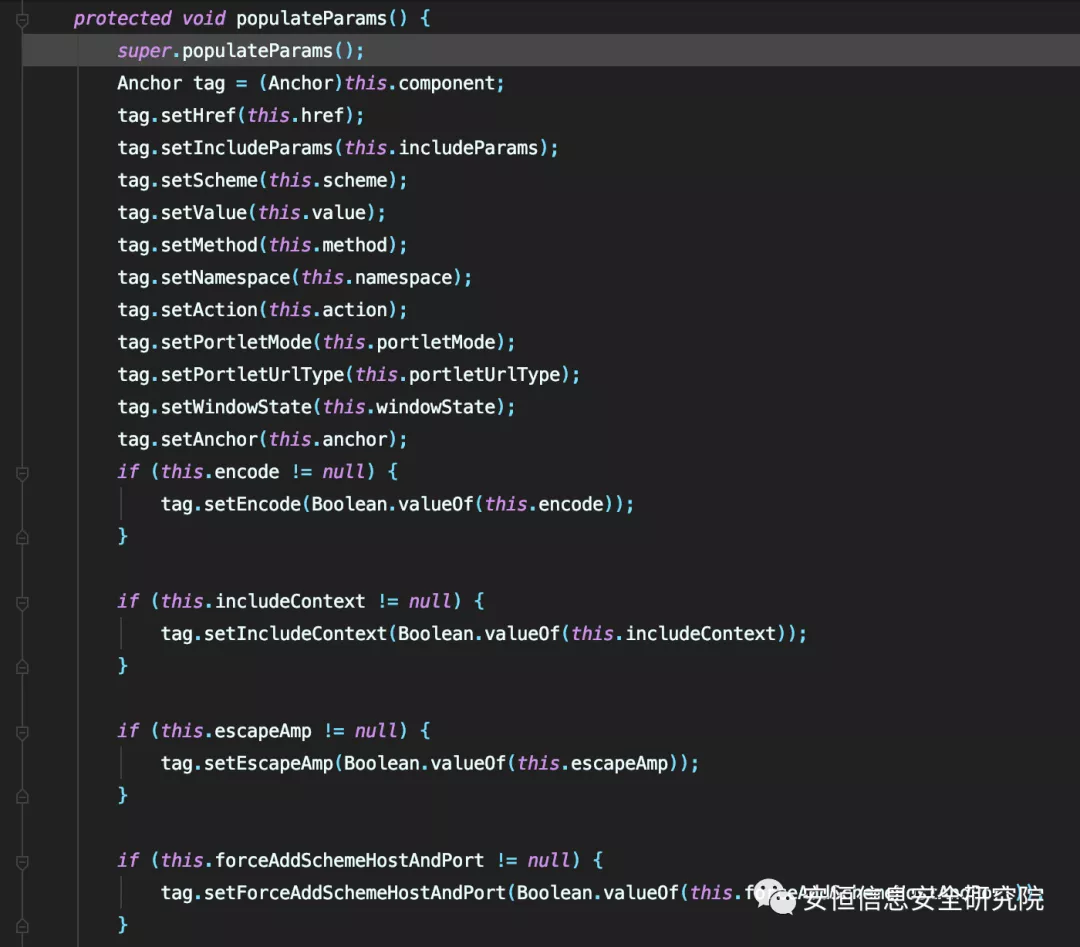 protected void populateParams() {
super.populateParams();
Anchor tag = (Anchor)this.component;
tag.setHref(this.href);
tag.setIncludeParams(this.includeParams);
tag.setScheme(this.scheme);
tag.setValue(this.value);
tag.setMethod(this.method);
tag.setNamespace(this.namespace);
tag.setAction(this.action);
tag.setPortletMode(this.portletMode);
tag.setPortletUrlType(this.portletUrlType);
tag.setWindowState(this.windowState);
tag.setAnchor(this.anchor);
if (this.encode != null) {
tag.setEncode(Boolean.valueOf(this.encode));
}
if (this.includeContext != null) {
tag.setIncludeContext(Boolean.valueOf(this.includeContext));
}
if (this.escapeAmp != null) {
tag.setEscapeAmp(Boolean.valueOf(this.escapeAmp));
}
if (this.forceAddSchemeHostAndPort != null) {
tag.setForceAddSchemeHostAndPort(Boolean.valueOf(this.forceAddSchemeHostAndPort));
安恒信息安全研究院
}